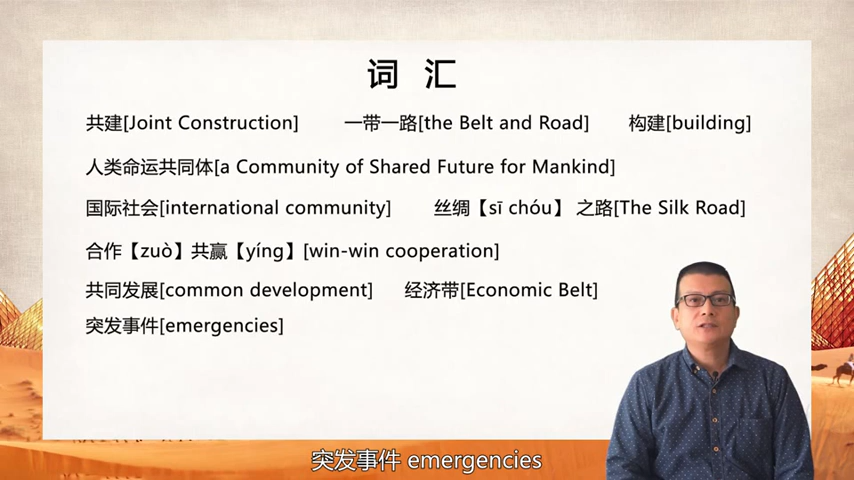 词 汇
共建[Joint Construction] 一带一路[the Belt and Road] 构建[building]
人类命运共同体[a Community of Shared Future for Mankind]
国际社会[international community] 丝绸【sī chóu】 之路[The Silk Road]
合作【zuò】共赢【yíng】[win-win cooperation]
共同发展[common development] 经济带[Economic Belt]
突发事件[emergencies]
突发事件 emergencies